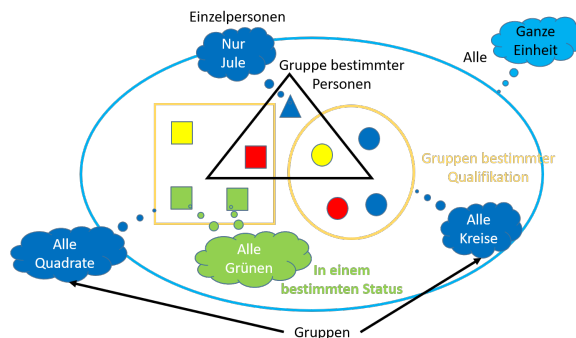 Einzelpersonen
Nur
Jule
Ganze
Einheit
Alle
Gruppe bestimmter
Personen
Gruppen bestimmter
Qualifikation
Alle
Kreise
Alle
Quadrate
Alle
Grünen
In einem
bestimmten Status
Gruppen